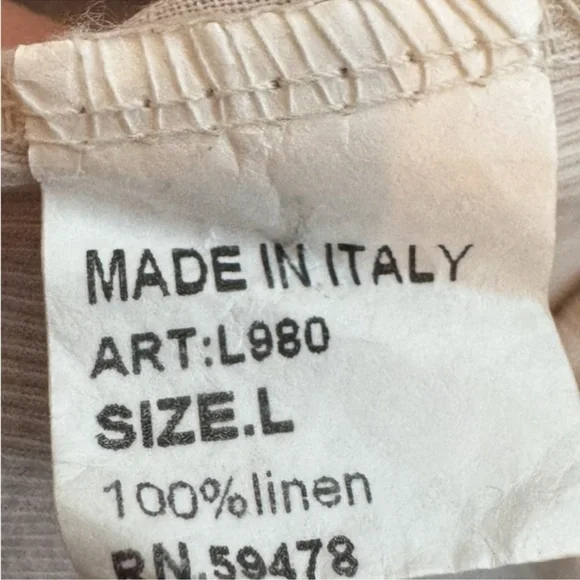 MADE IN ITALY
ART:L980
SIZE.L
100%linen
RN.59478